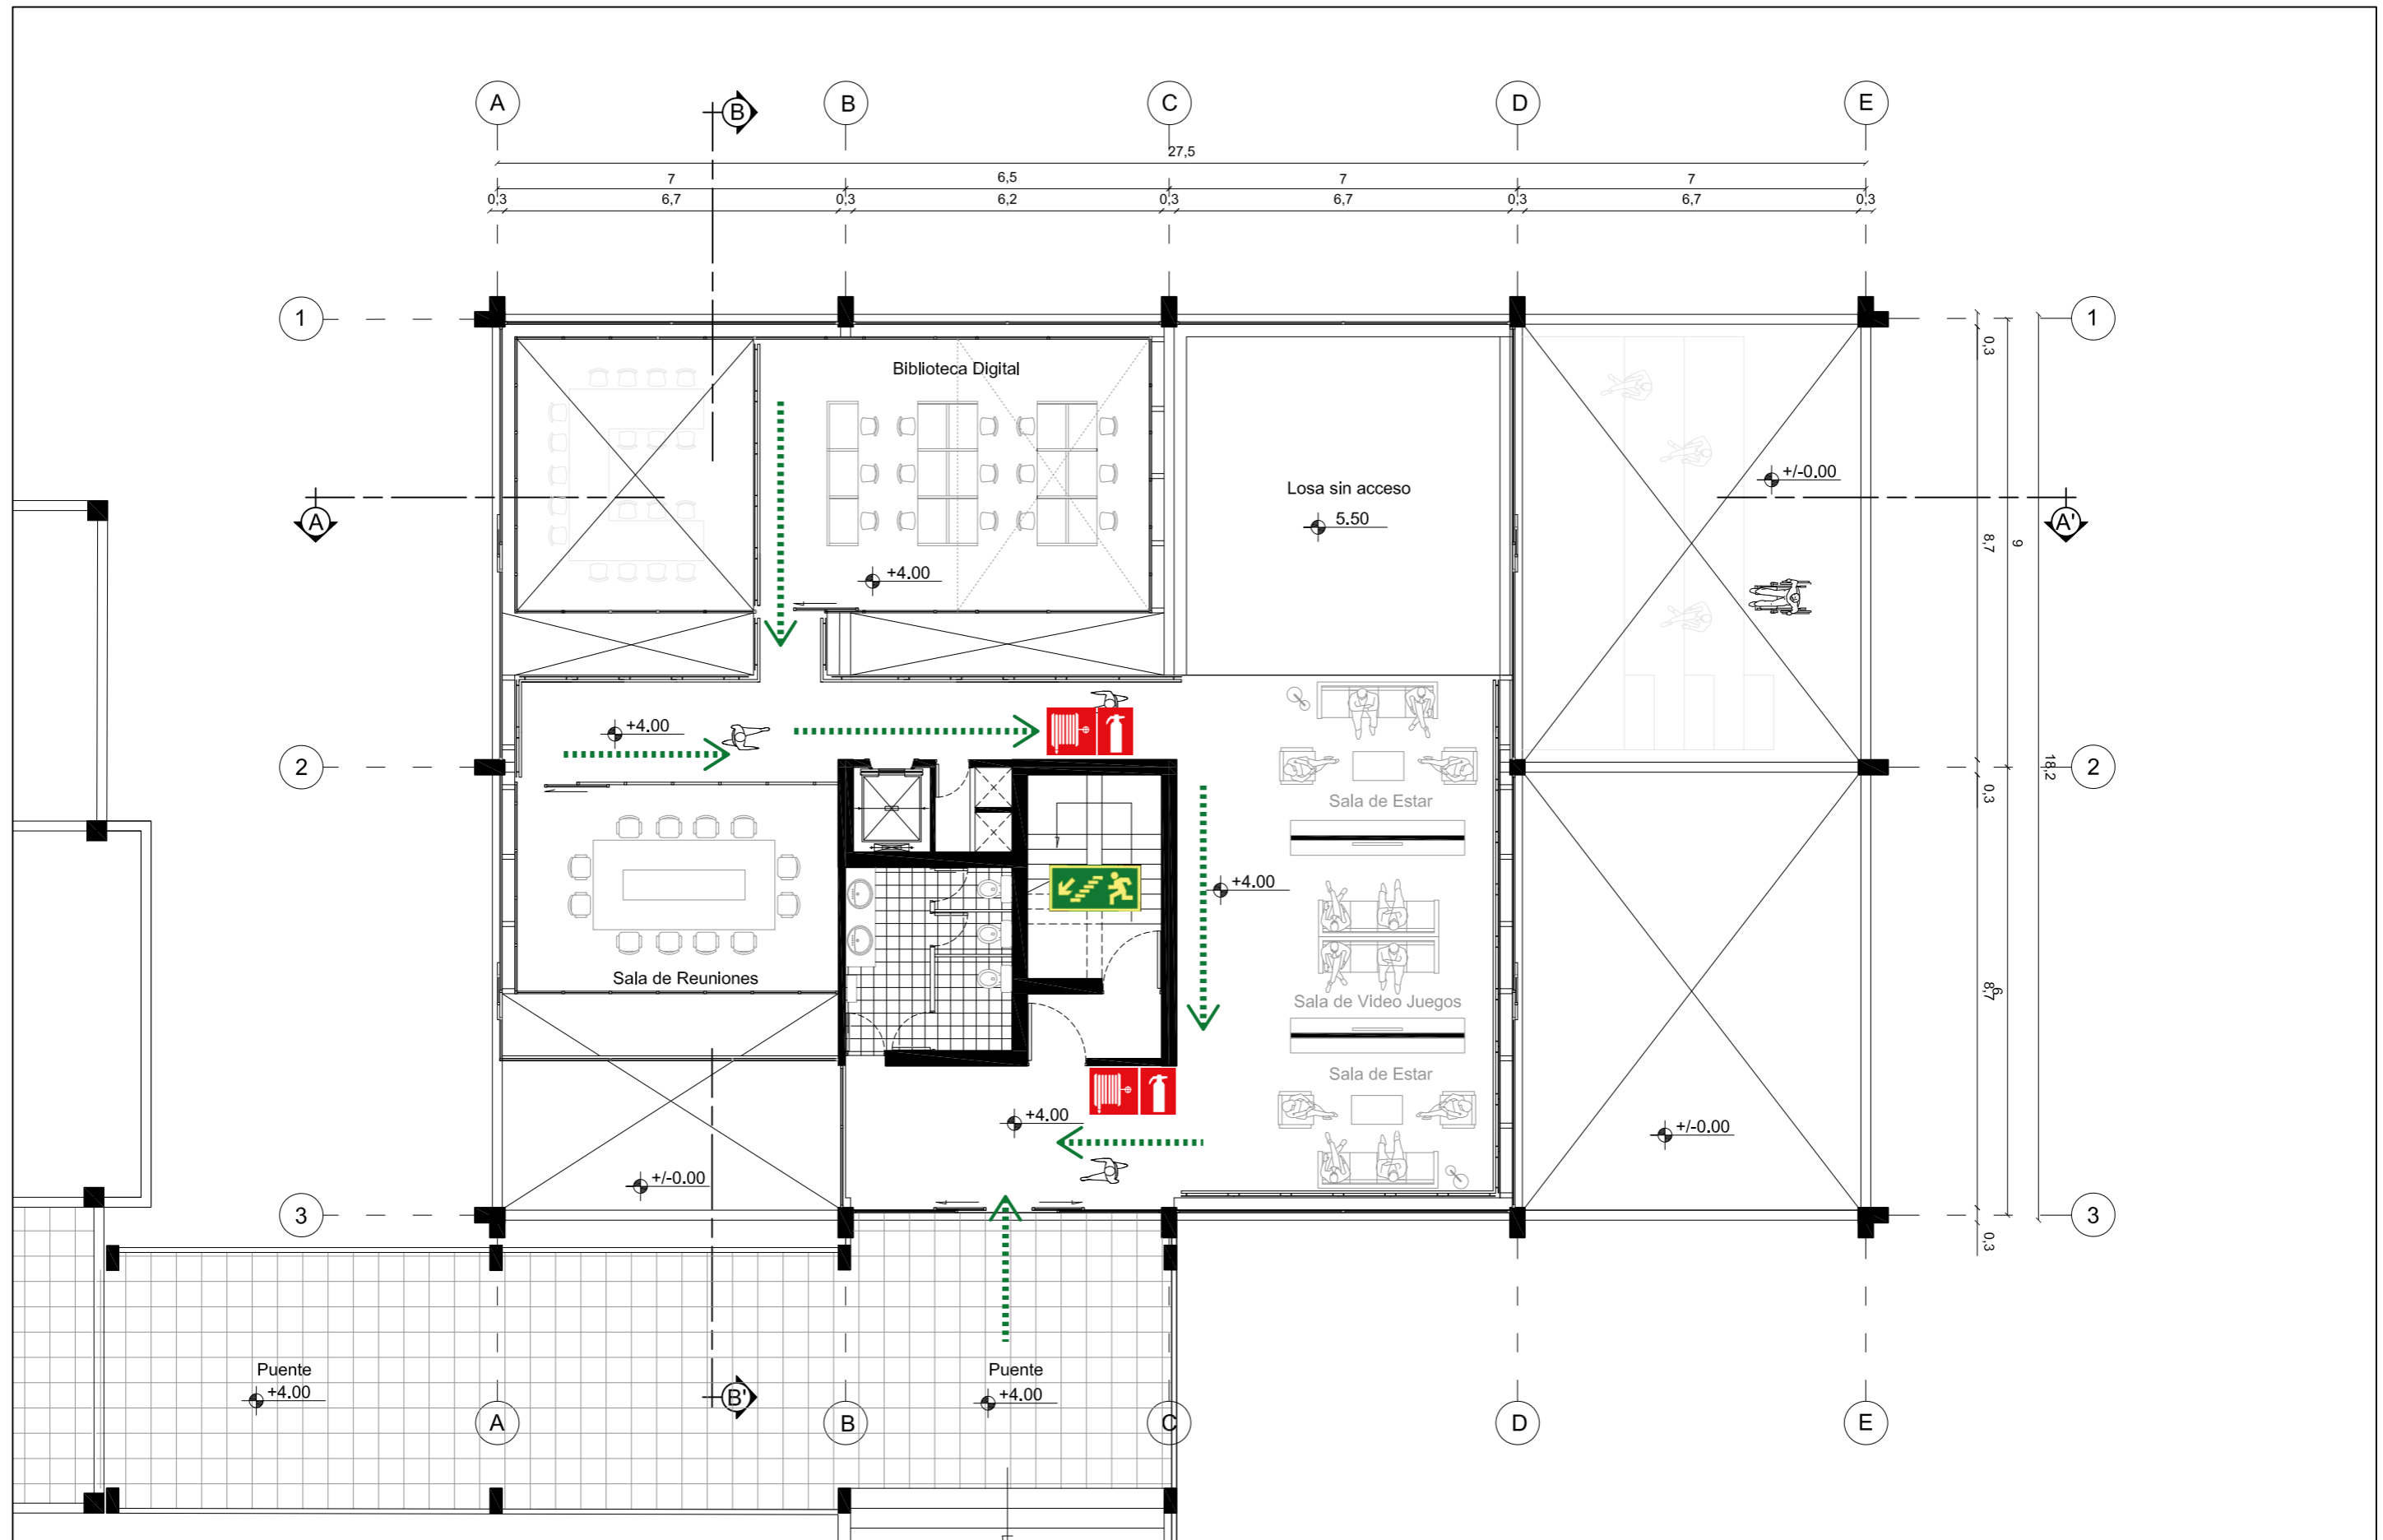 A B B C D E
27,5
7 6,5 7 7
0,3 6,7 0,3 6,2 0,3 6,7 0,3 6,7 0,3
1 1
0,3
Biblioteca Digital
+/-0.00
Losa sin acceso
5.50
A A'
8,7
9
+4.00
+4.00
2 2
18,2
0,3
Sala de Estar
+4.00
Sala de Reuniones
Sala de Video Juegos
9
8,7
Sala de Estar
+4.00
+/-0.00
+/-0.00
3 3
0,3
Puente
+4.00
Puente
+4.00
B'
A B C D E